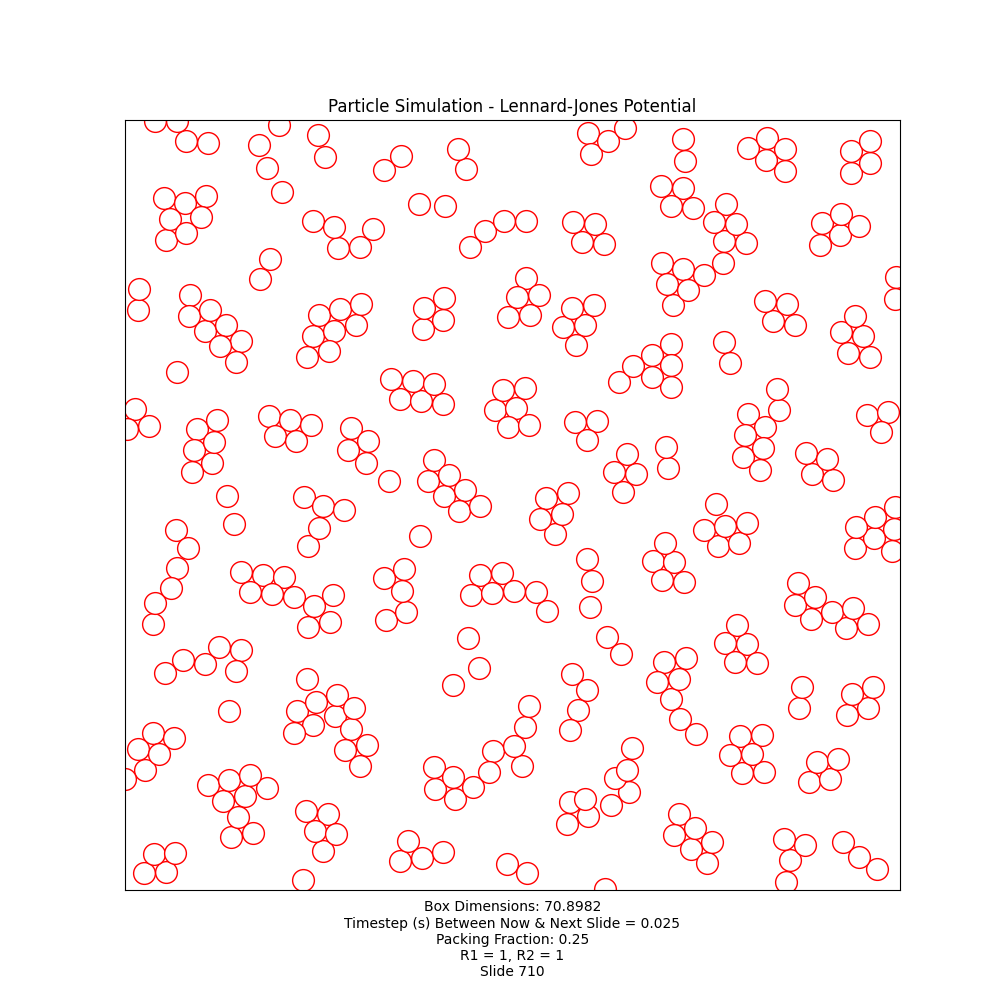 Particle Simulation - Lennard-Jones Potential
Box Dimensions: 70.8982
Timestep (s) Between Now & Next Slide = 0.025
Packing Fraction: 0.25
R1 = 1, R2 = 1
Slide 710